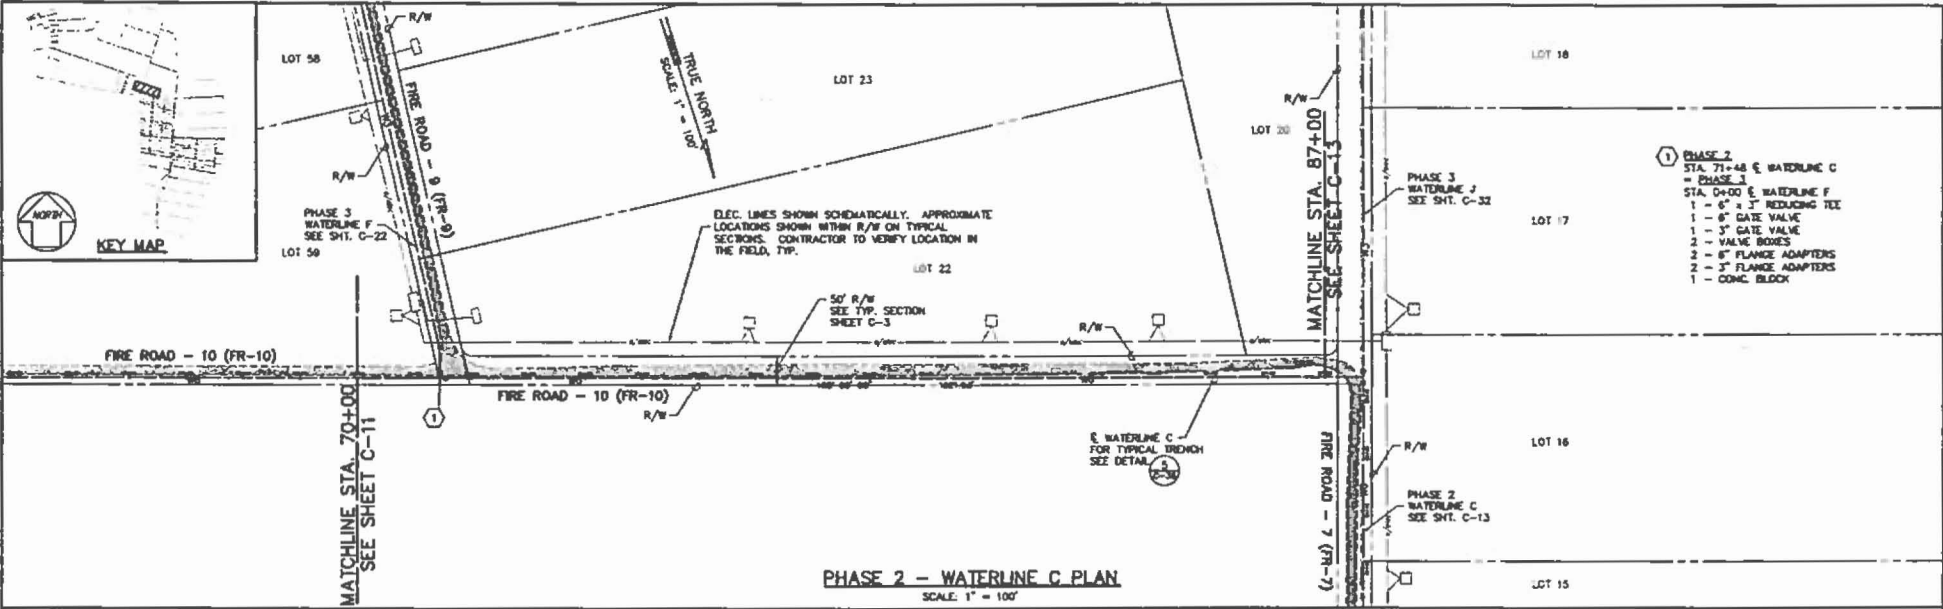 NORTH
KEY MAP
R/W
LOT 58
FIRE ROAD - 9 (FR-9)
R/W
PHASE 3
WATERLINE F
SEE SHT. C-22
LOT 59
TRUE NORTH
SCALE: 1" = 100'
LOT 23
ELEC. LINES SHOWN SCHEMATICALLY. APPROXIMATE
LOCATIONS SHOWN WITHIN R/W ON TYPICAL
SECTIONS. CONTRACTOR TO VERIFY LOCATION IN
THE FIELD, TYP.
LOT 22
50' R/W
SEE TYP. SECTION
SHEET C-3
R/W
R/W
LOT 20
MATCHLINE STA. 87+00
SEE SHEET C-13
PHASE 3
WATERLINE J
SEE SHT. C-32
LOT 18
LOT 17
1 PHASE 2
STA. 71+48 ℄ WATERLINE C
= PHASE 3
STA. 0+00 ℄ WATERLINE F
1 - 6" x 3" REDUCING TEE
1 - 6" GATE VALVE
1 - 3" GATE VALVE
2 - VALVE BOXES
2 - 6" FLANGE ADAPTERS
2 - 3" FLANGE ADAPTERS
1 - CONC. BLOCK
FIRE ROAD - 10 (FR-10)
MATCHLINE STA. 70+00
SEE SHEET C-11
1
FIRE ROAD - 10 (FR-10)
R/W
℄ WATERLINE C
FOR TYPICAL TRENCH
SEE DETAIL
FIRE ROAD - 7 (FR-7)
R/W
LOT 16
PHASE 2
WATERLINE C
SEE SHT. C-13
LOT 15
PHASE 2 - WATERLINE C PLAN
SCALE: 1" = 100'